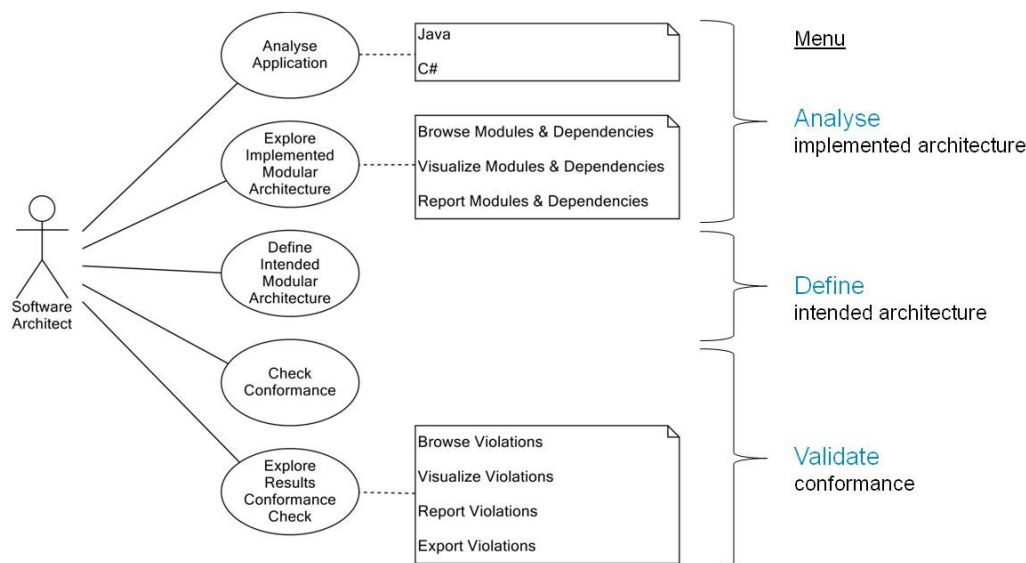 Analyse
Application
Java
C#
Menu
Analyse
implemented architecture
Explore
Implemented
Modular
Architecture
Browse Modules & Dependencies
Visualize Modules & Dependencies
Report Modules & Dependencies
Software
Architect
Define
Intended
Modular
Architecture
Define
intended architecture
Check
Conformance
Explore
Results
Conformance
Check
Browse Violations
Visualize Violations
Report Violations
Export Violations
Validate
conformance